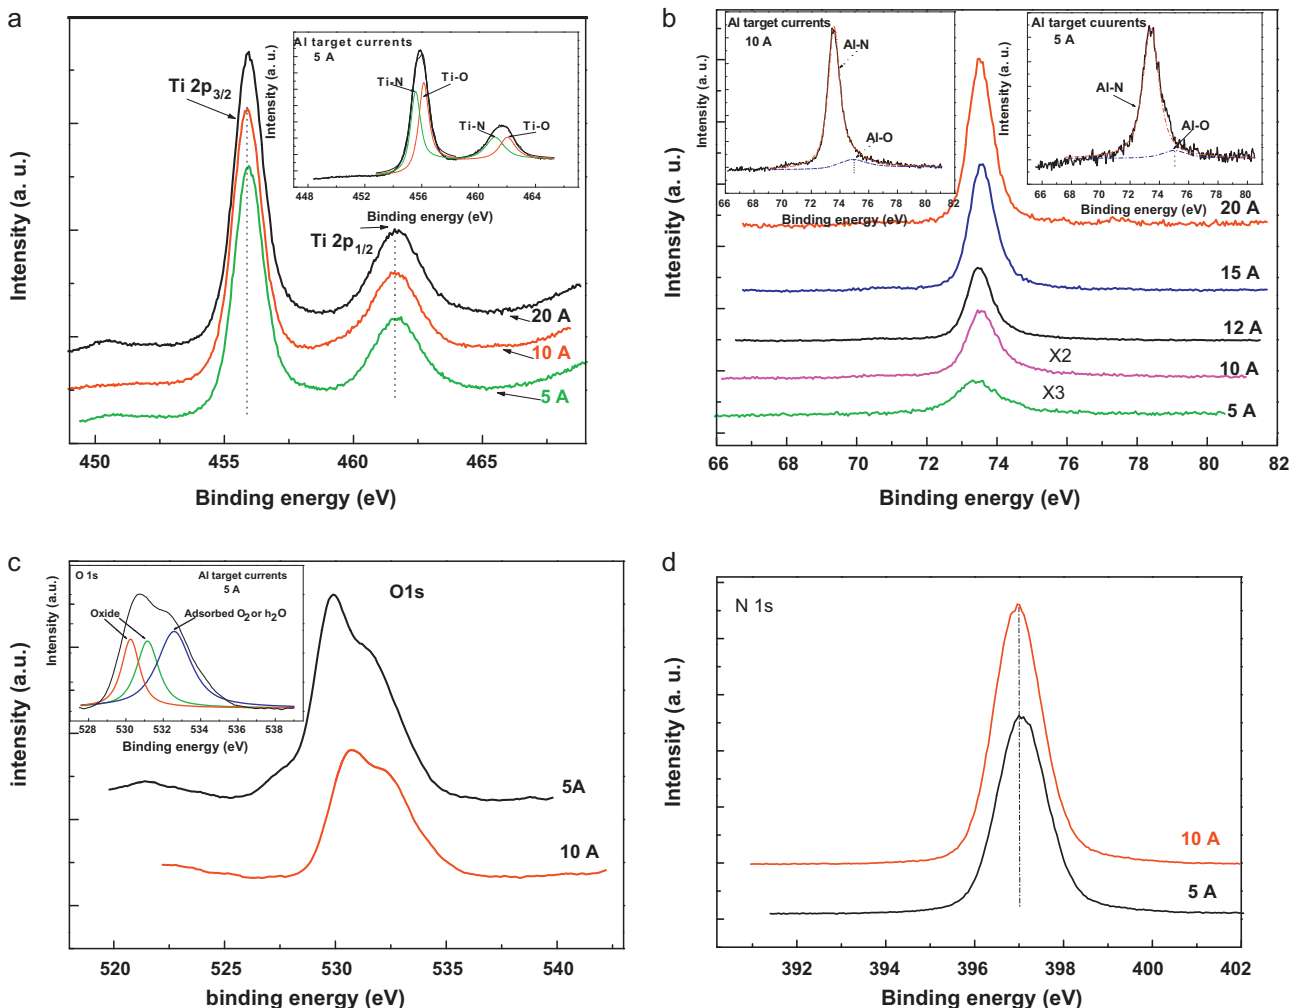 a
Intensity (a. u.)
Ti 2p3/2
Al target currents
5 A
Intensity (a. u.)
Ti-N
Ti-O
Ti-N
Ti-O
448 452 456 460 464
Binding energy (eV)
Ti 2p1/2
20 A
10 A
5 A
450 455 460 465
Binding energy (eV)
b
Intensity (a. u.)
Al target currents
10 A
Intensity (a. u.)
Al-N
Al-O
66 68 70 72 74 76 78 80 82
Binding energy (eV)
Al target cuurents
5 A
Intensity (a. u.)
Al-N
Al-O
66 68 70 72 74 76 78 80
Binding energy (eV)
20 A
15 A
12 A
X2
10 A
X3
5 A
66 68 70 72 74 76 78 80 82
Binding energy (eV)
c
intensity (a.u.)
O 1s
Al target currents
5 A
Intensity (a.u.)
Oxide
Adsorbed O2 or h2O
528 530 532 534 536 538
Binding energy (eV)
O1s
5A
10 A
520 525 530 535 540
binding energy (eV)
d
Intensity (a. u.)
N 1s
10 A
5 A
392 394 396 398 400 402
Binding energy (eV)